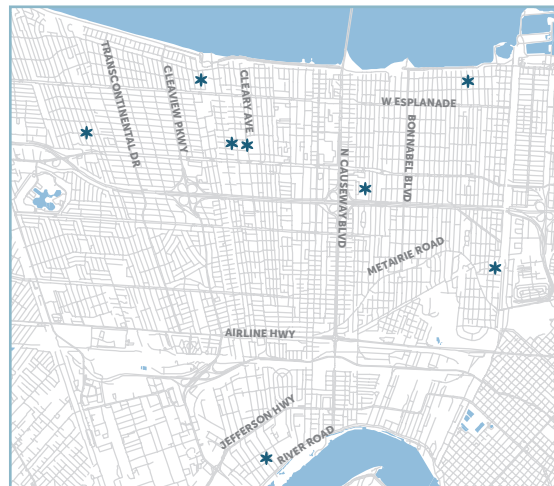 TRANSCONTINENTAL DR
CLEAVIEW PKWY
CLEARY AVE
W ESPLANADE
BONNABEL BLVD
N CAUSEWAY BLVD
METAIRIE ROAD
AIRLINE HWY
JEFFERSON HWY
RIVER ROAD